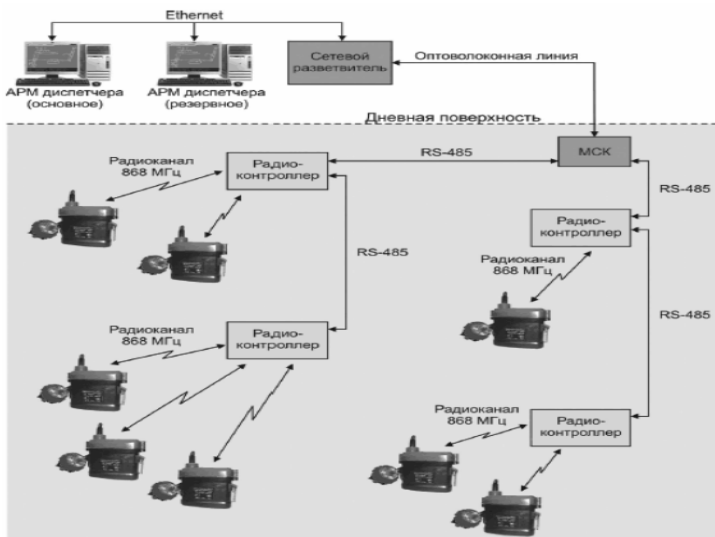 Ethernet
Сетевой
разветвитель
Оптоволоконная линия
АРМ диспетчера
(основное)
АРМ диспетчера
(резервное)
Дневная поверхность
Радиоканал
868 МГц
Радио-
контроллер
RS-485
МСК
RS-485
Радио-
контроллер
RS-485
Радиоканал
868 МГц
RS-485
Радиоканал
868 МГц
Радио-
контроллер
Радиоканал
868 МГц
Радио-
контроллер